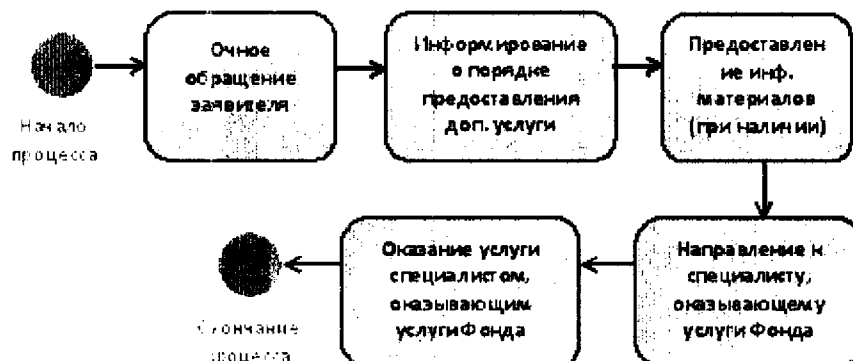 Начало
процесса
Очное
обращение
заявителя
Информирование
о порядке
предоставления
доп. услуги
Предоставлен
ие инф.
материалов
(при наличии)
Направление к
специалисту,
оказывающему
услуги Фонда
Оказание услуги
специалистом,
оказывающим
услуги Фонда
Окончание
процесса